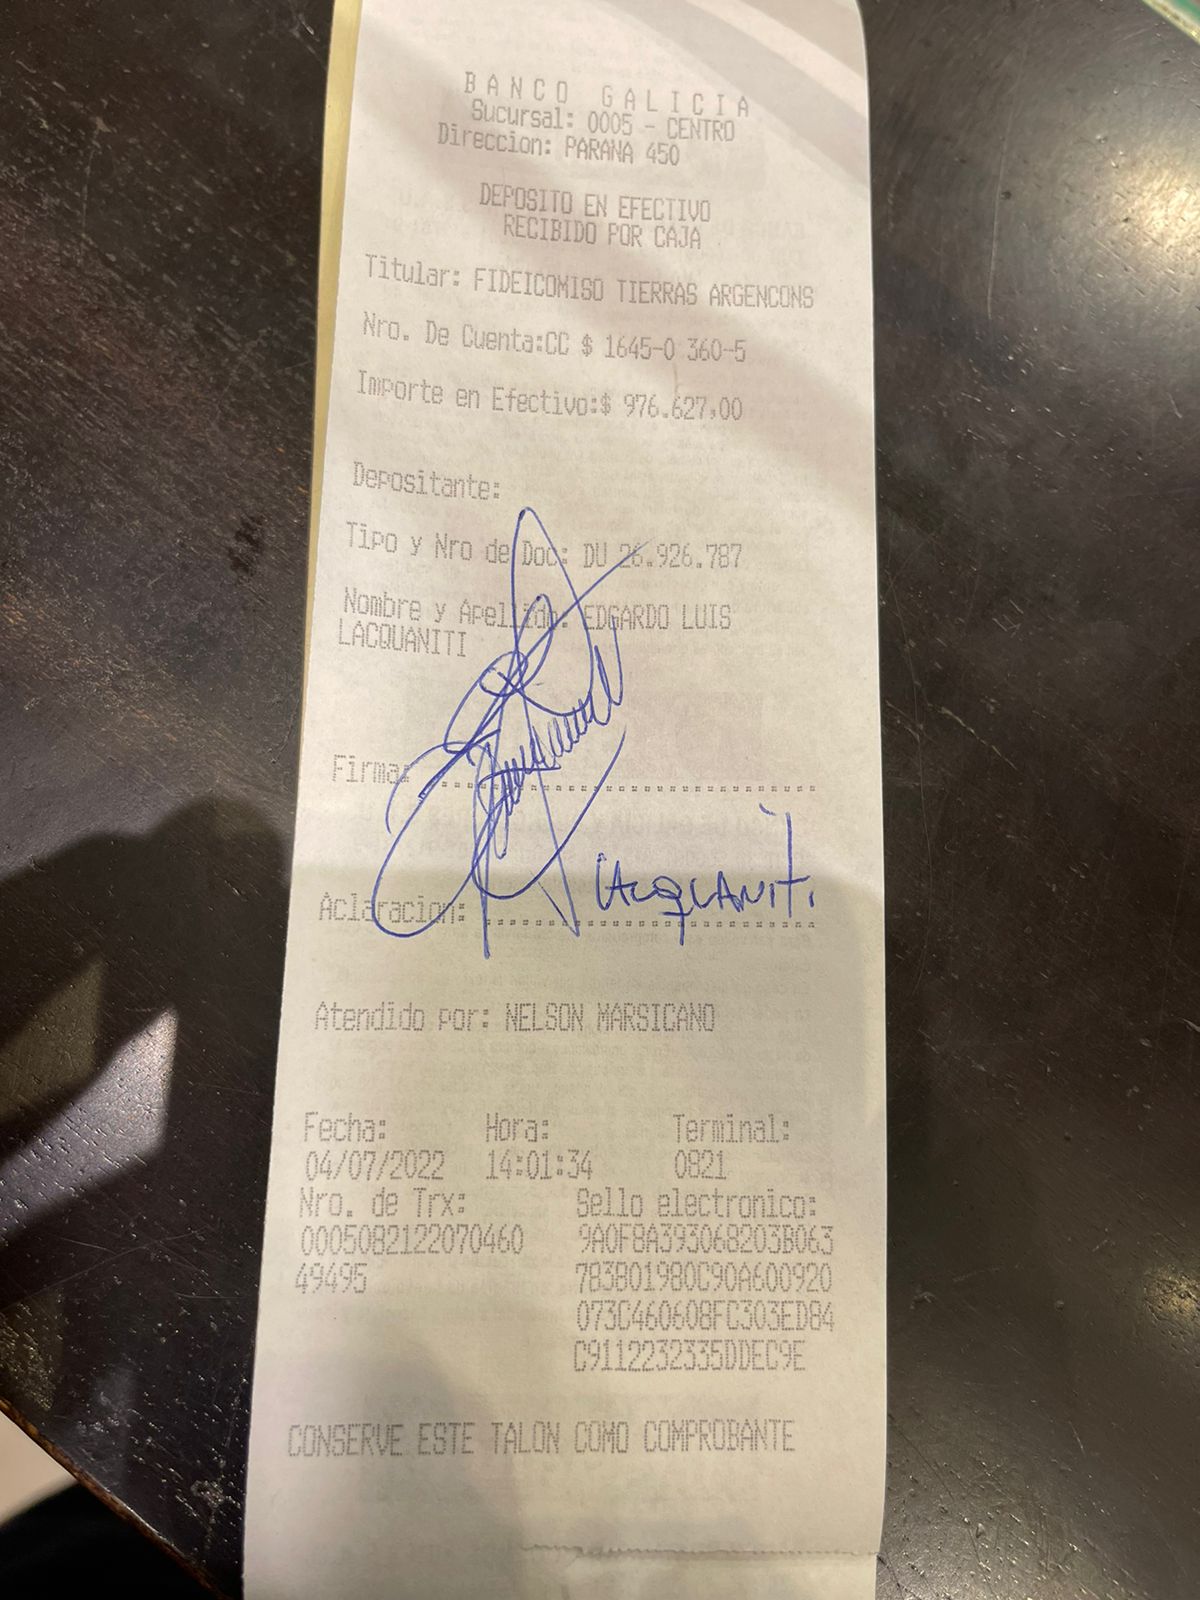 BANCO GALICIA
Sucursal: 0005 - CENTRO
Direccion: PARANA 450
DEPOSITO EN EFECTIVO
RECIBIDO POR CAJA
Titular: FIDEICOMISO TIERRAS ARGENCONS
Nro. De Cuenta:CC $ 1645-0 360-5
Importe en Efectivo:$ 976.627,00
Depositante:
Tipo y Nro de Doc: DU 26.926.787
Nombre y Apellido: EDGARDO LUIS
LACQUANITI
Firma:
LACQUANITI
Aclaracion:
Atendido por: NELSON MARSICANO
Fecha: Hora: Terminal:
04/07/2022 14:01:34 0821
Nro. de Trx: Sello electronico:
0005082122070460 9A0F8A393068203B063
49495 783B01980C90A600920
073C460608FC303ED84
C9112232335DDEC9E
CONSERVE ESTE TALON COMO COMPROBANTE